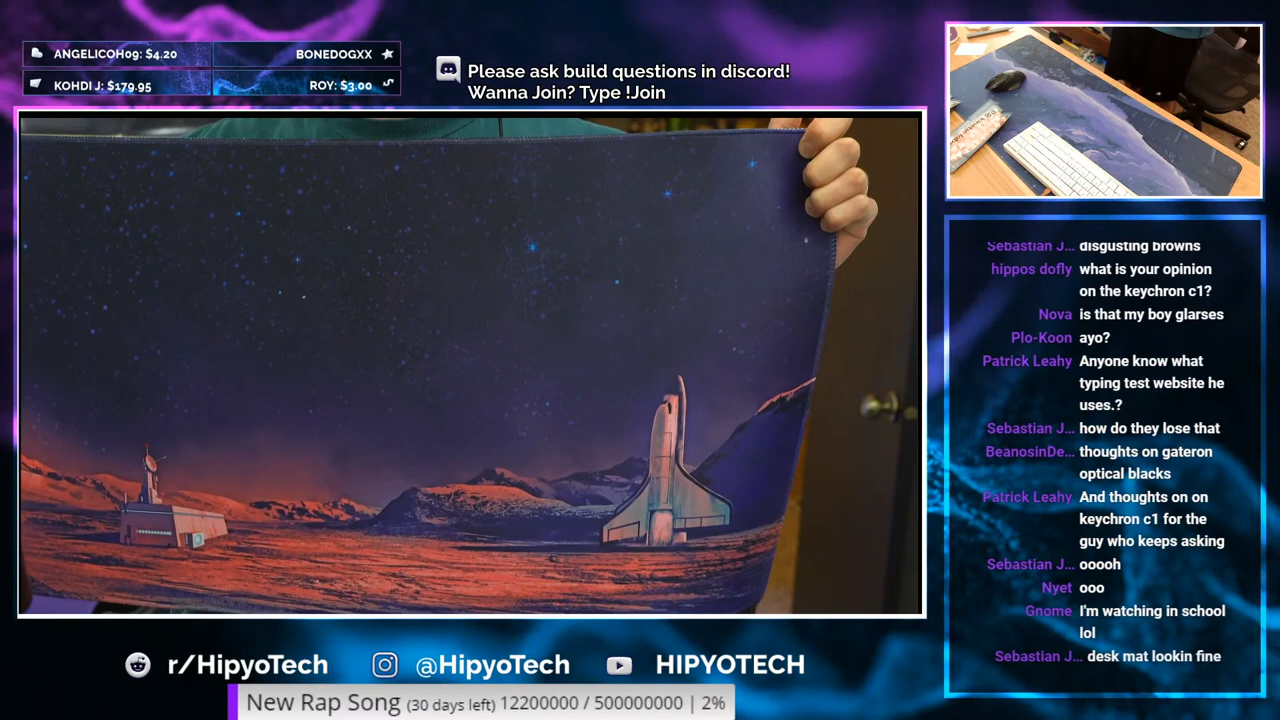 ANGELICOH09: $4.20
BONEDOGXX
KOHDI J: $179.95
ROY: $3.00
Please ask build questions in discord!
Wanna Join? Type !Join
Sebastian J... disgusting browns
hippos dofly what is your opinion
on the keychron c1?
Nova is that my boy glarses
Plo-Koon ayo?
Patrick Leahy Anyone know what
typing test website he
uses.?
Sebastian J... how do they lose that
BeanosinDe... thoughts on gateron
optical blacks
Patrick Leahy And thoughts on on
keychron c1 for the
guy who keeps asking
Sebastian J... ooooh
Nyet ooo
Gnome I'm watching in school
lol
Sebastian J... desk mat lookin fine
r/HipyoTech
@HipyoTech
HIPYOTECH
New Rap Song (30 days left) 12200000 / 500000000 | 2%